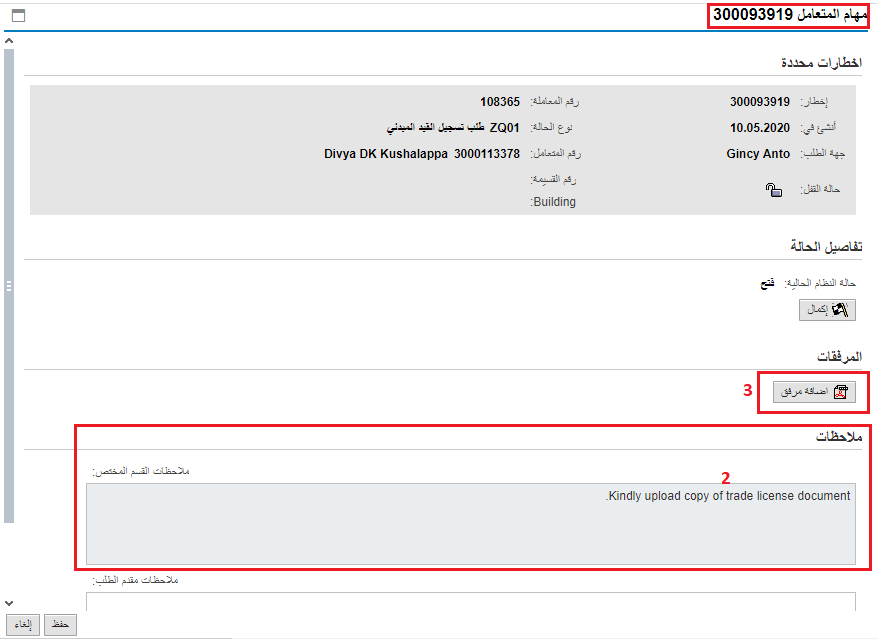 مهام المتعامل 300093919
اخطارات محددة
إخطار: 300093919
رقم المعاملة: 108365
أنشئ في: 10.05.2020
نوع الحالة: ZQ01 طلب تسجيل القيد المبدئي
جهة الطلب: Gincy Anto
رقم المتعامل: 3000113378 Divya DK Kushalappa
حالة القفل:
رقم القسيمة:
Building:
تفاصيل الحالة
حالة النظام الحالية: فتح
إكمال
المرفقات
اضافة مرفق
3
ملاحظات
ملاحظات القسم المختص:
2
Kindly upload copy of trade license document.
ملاحظات مقدم الطلب:
حفظ
إلغاء